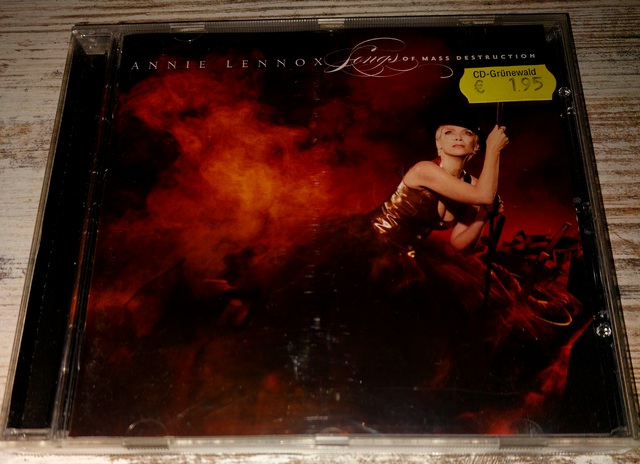 ANNIE LENNOX Songs OF MASS DESTRUCTION
CD-Grünewald
€ 1.95